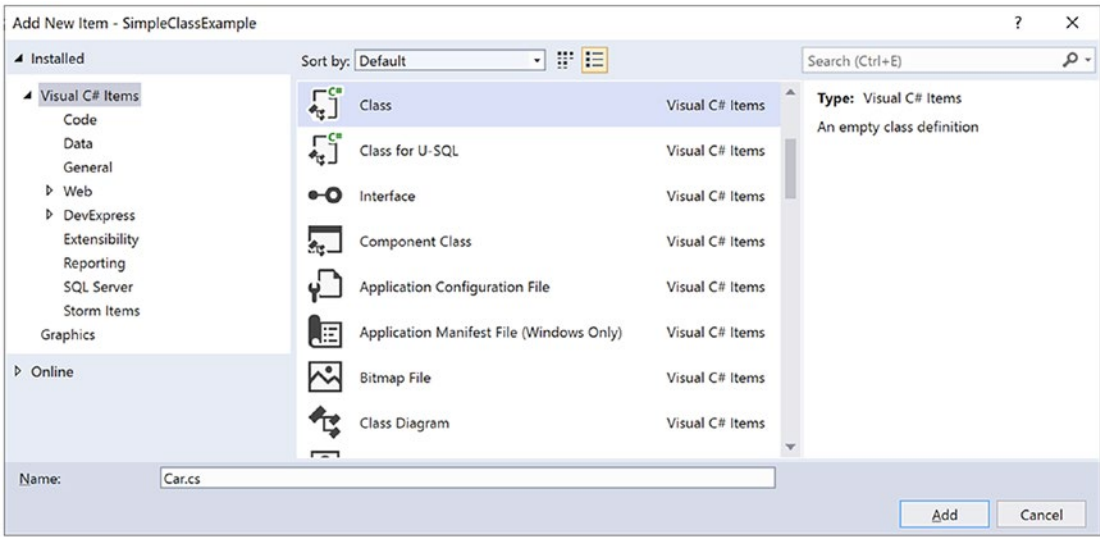 Add New Item - SimpleClassExample ? ×
Installed
Sort by: Default
Search (Ctrl+E)
Visual C# Items
Code
Data
General
Web
DevExpress
Extensibility
Reporting
SQL Server
Storm Items
Graphics
Online
C# Class Visual C# Items
C# Class for U-SQL Visual C# Items
Interface Visual C# Items
Component Class Visual C# Items
Application Configuration File Visual C# Items
Application Manifest File (Windows Only) Visual C# Items
Bitmap File Visual C# Items
Class Diagram Visual C# Items
Type: Visual C# Items
An empty class definition
Name: Car.cs
Add Cancel